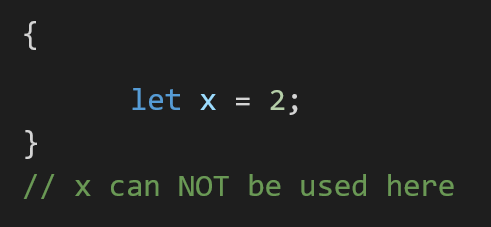 {
let x = 2;
}
// x can NOT be used here